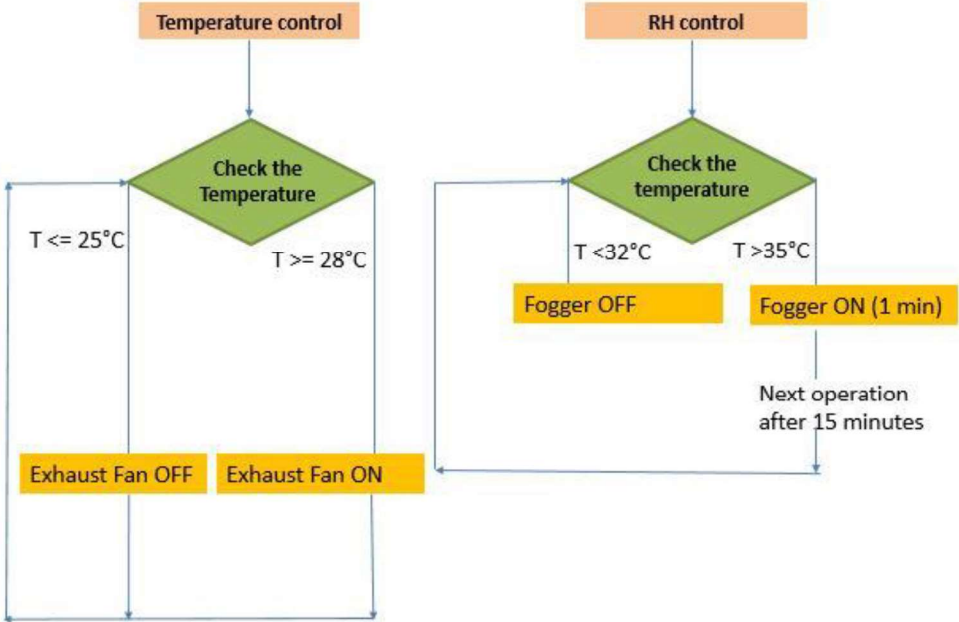 Temperature control
Check the
Temperature
T <= 25°C
T >= 28°C
Exhaust Fan OFF
Exhaust Fan ON
RH control
Check the
temperature
T <32°C
T >35°C
Fogger OFF
Fogger ON (1 min)
Next operation
after 15 minutes